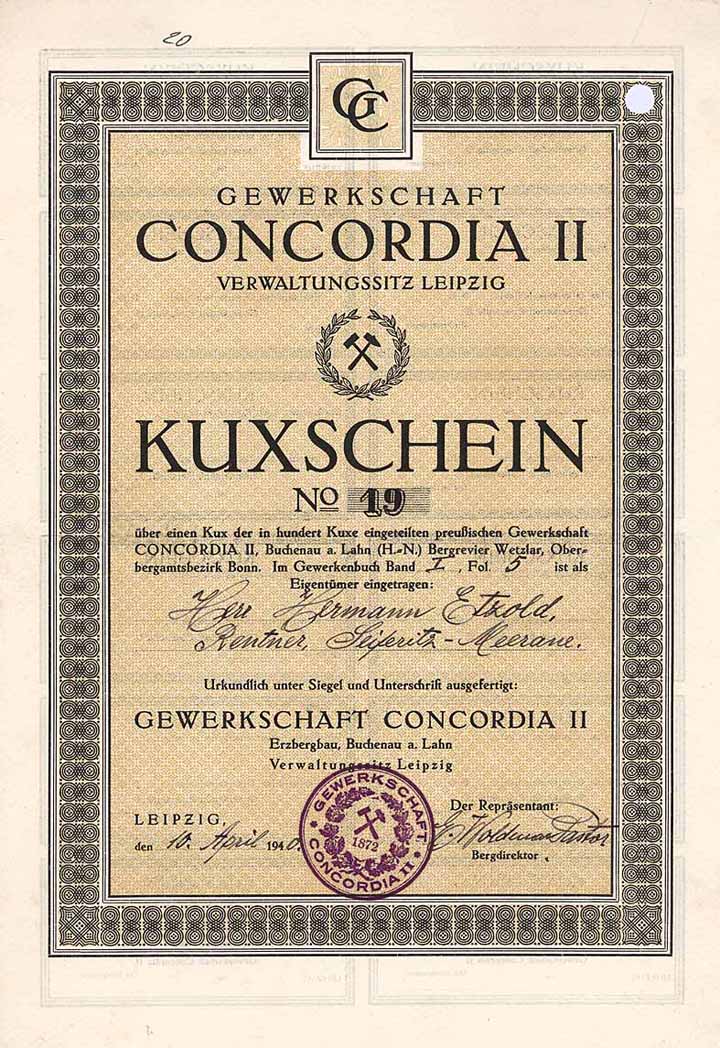 20
GC
GEWERKSCHAFT
CONCORDIA II
VERWALTUNGSSITZ LEIPZIG
KUXSCHEIN
No 19
über einen Kux der in hundert Kuxe eingeteilten preußischen Gewerkschaft
CONCORDIA II, Buchenau a. Lahn (H.-N.) Bergrevier Wetzlar, Ober-
bergamtsbezirk Bonn. Im Gewerkenbuch Band I, Fol. 5 ist als
Eigentümer eingetragen:
Herr Hermann Etzold,
Rentner, Seiferitz-Meerane.
Urkundlich unter Siegel und Unterschrift ausgefertigt:
GEWERKSCHAFT CONCORDIA II
Erzbergbau, Buchenau a. Lahn
Verwaltungssitz Leipzig
GEWERKSCHAFT
1872
CONCORDIA II
LEIPZIG,
den 10. April 1940.
Der Repräsentant:
Bergdirektor